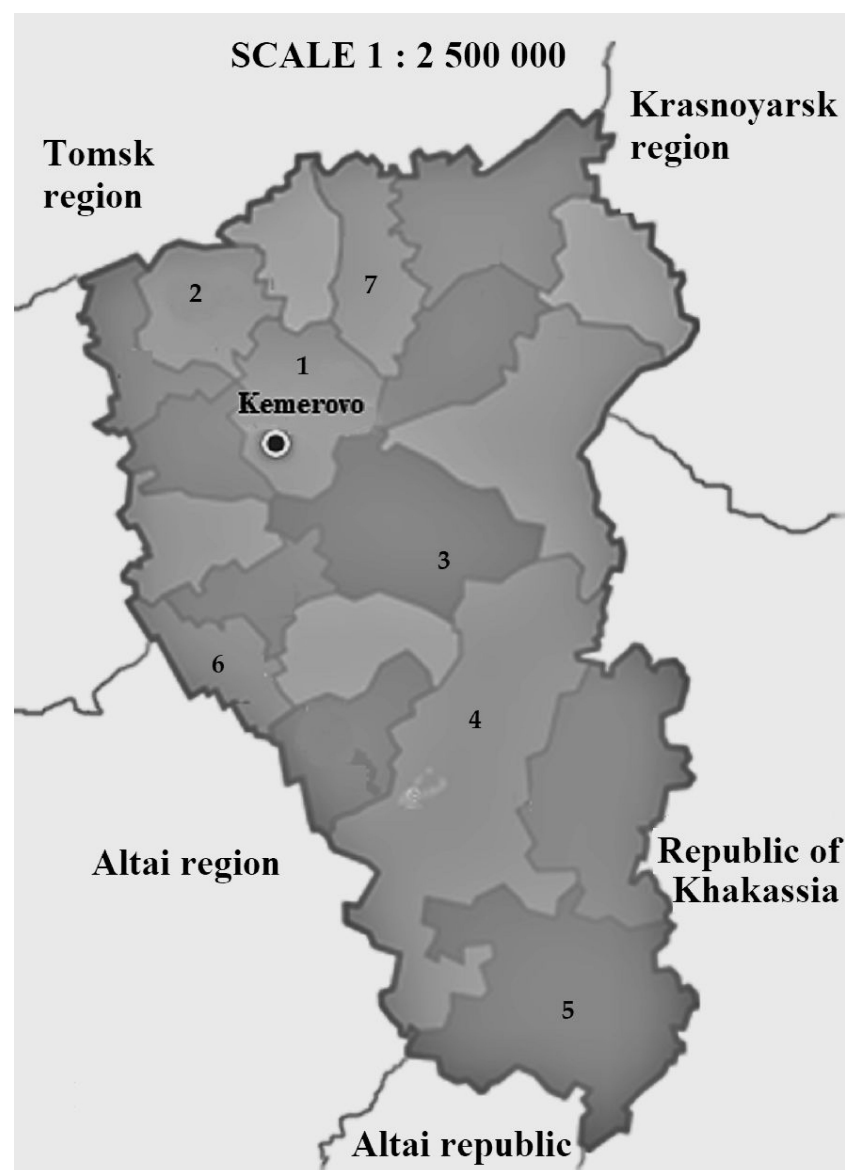 SCALE 1 : 2 500 000
Krasnoyarsk
region
Tomsk
region
2
7
1
Kemerovo
3
6
4
Altai region
Republic of
Khakassia
5
Altai republic